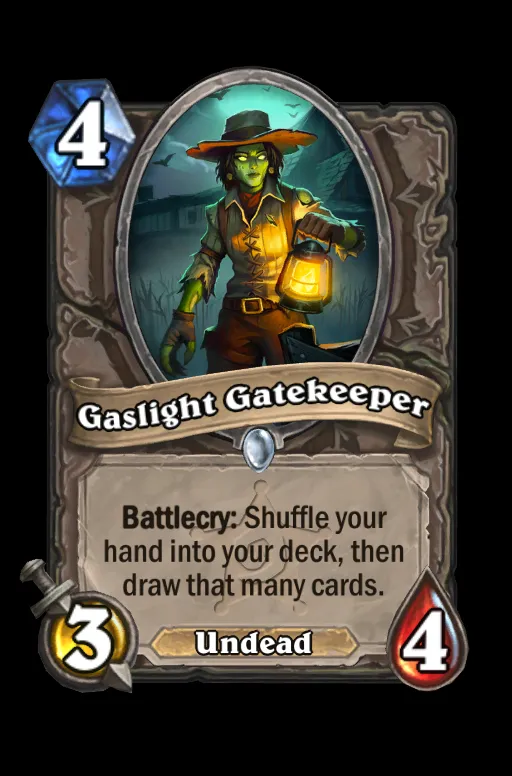 4
Gaslight Gatekeeper
Battlecry: Shuffle your
hand into your deck, then
draw that many cards.
3
Undead
4